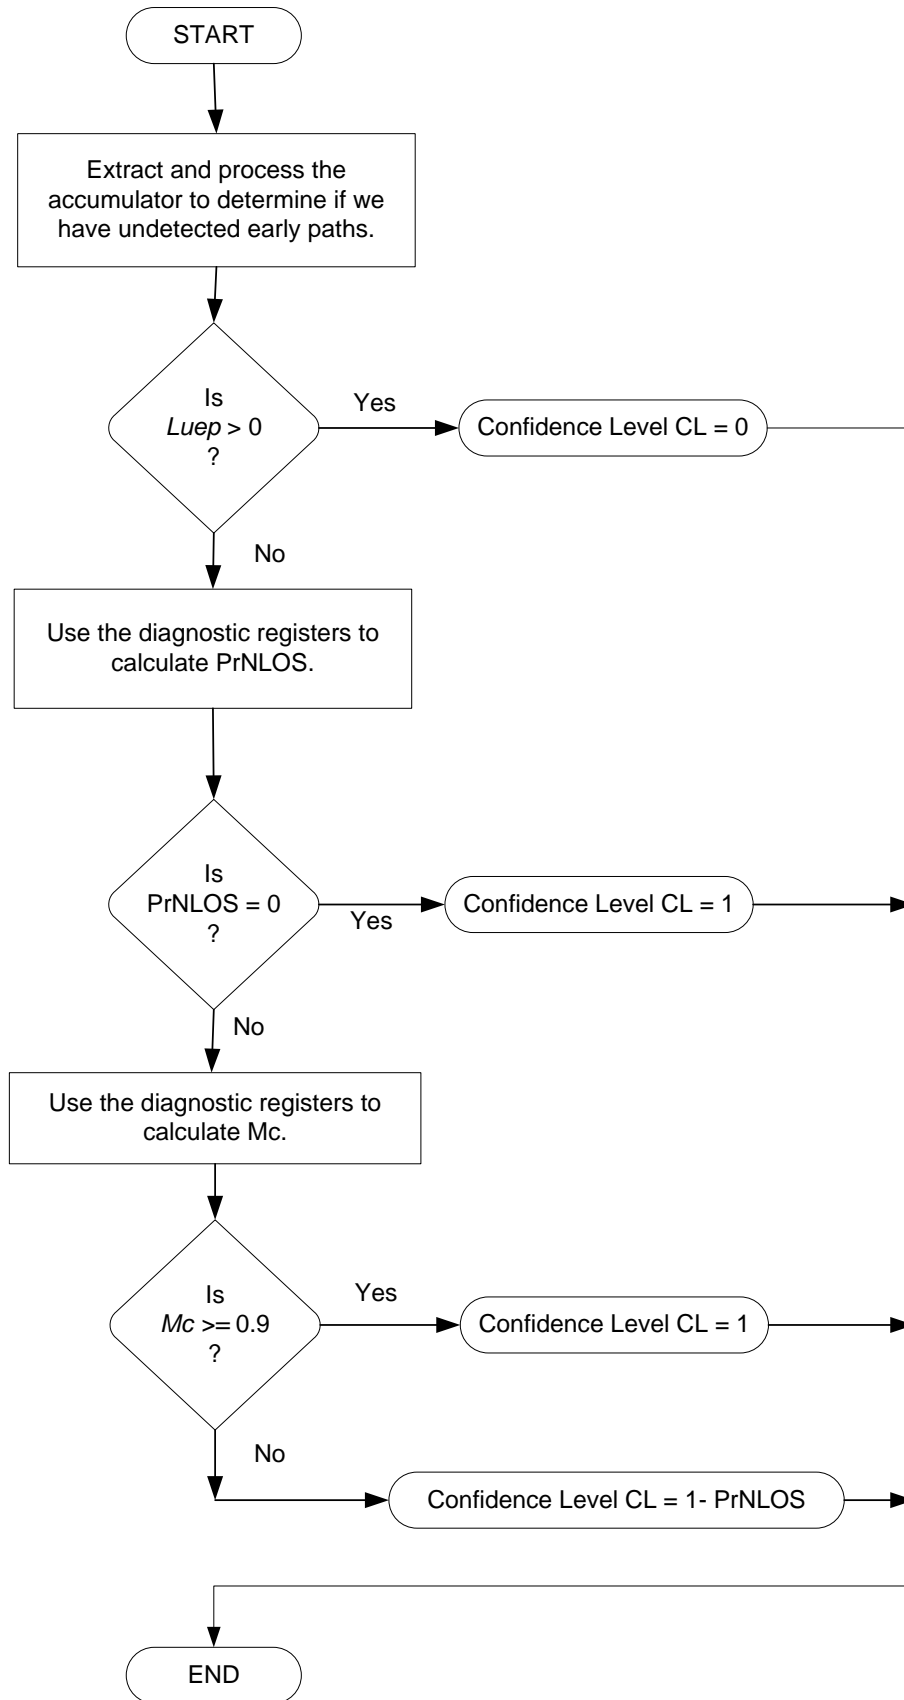 START
Extract and process the
accumulator to determine if we
have undetected early paths.
Is
Luep > 0
?
Yes
Confidence Level CL = 0
No
Use the diagnostic registers to
calculate PrNLOS.
Is
PrNLOS = 0
?
Yes
Confidence Level CL = 1
No
Use the diagnostic registers to
calculate Mc.
Is
Mc >= 0.9
?
Yes
Confidence Level CL = 1
No
Confidence Level CL = 1- PrNLOS
END